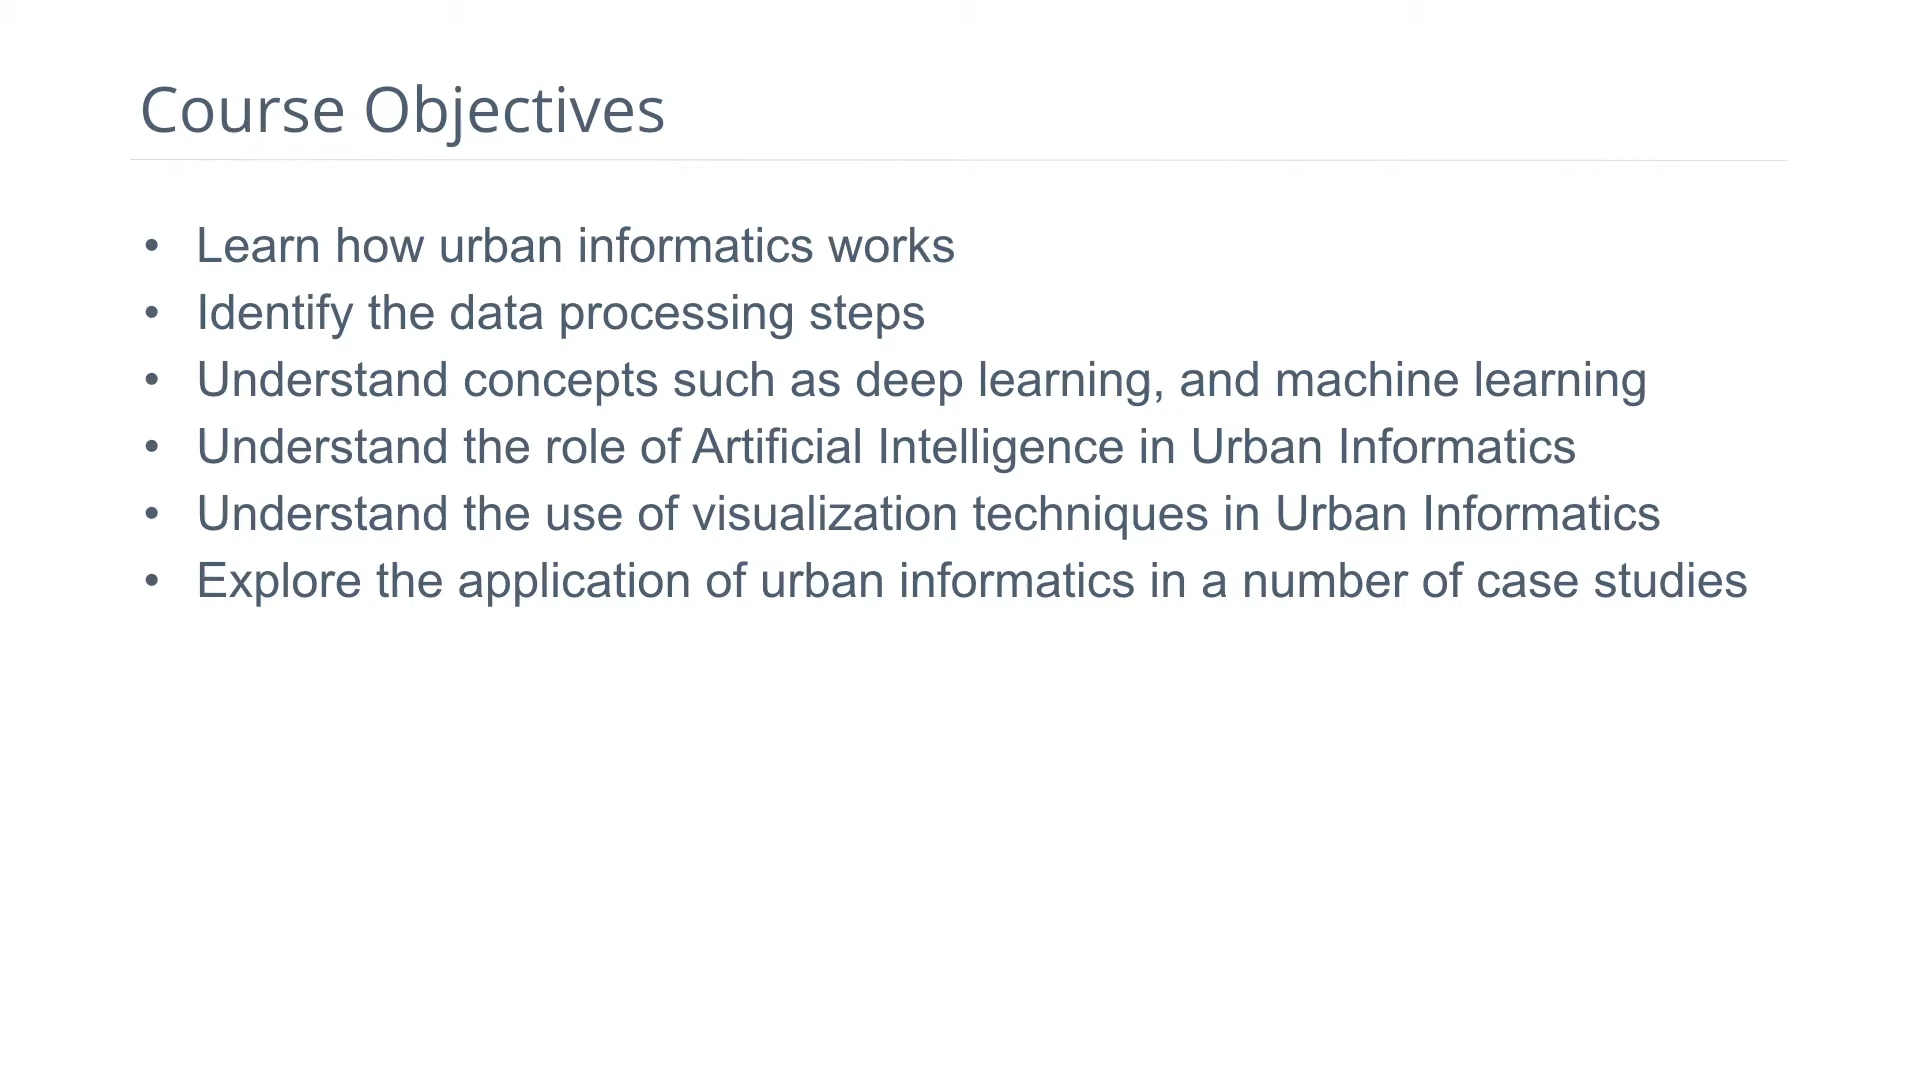 Course Objectives
• Learn how urban informatics works
• Identify the data processing steps
• Understand concepts such as deep learning, and machine learning
• Understand the role of Artificial Intelligence in Urban Informatics
• Understand the use of visualization techniques in Urban Informatics
• Explore the application of urban informatics in a number of case studies